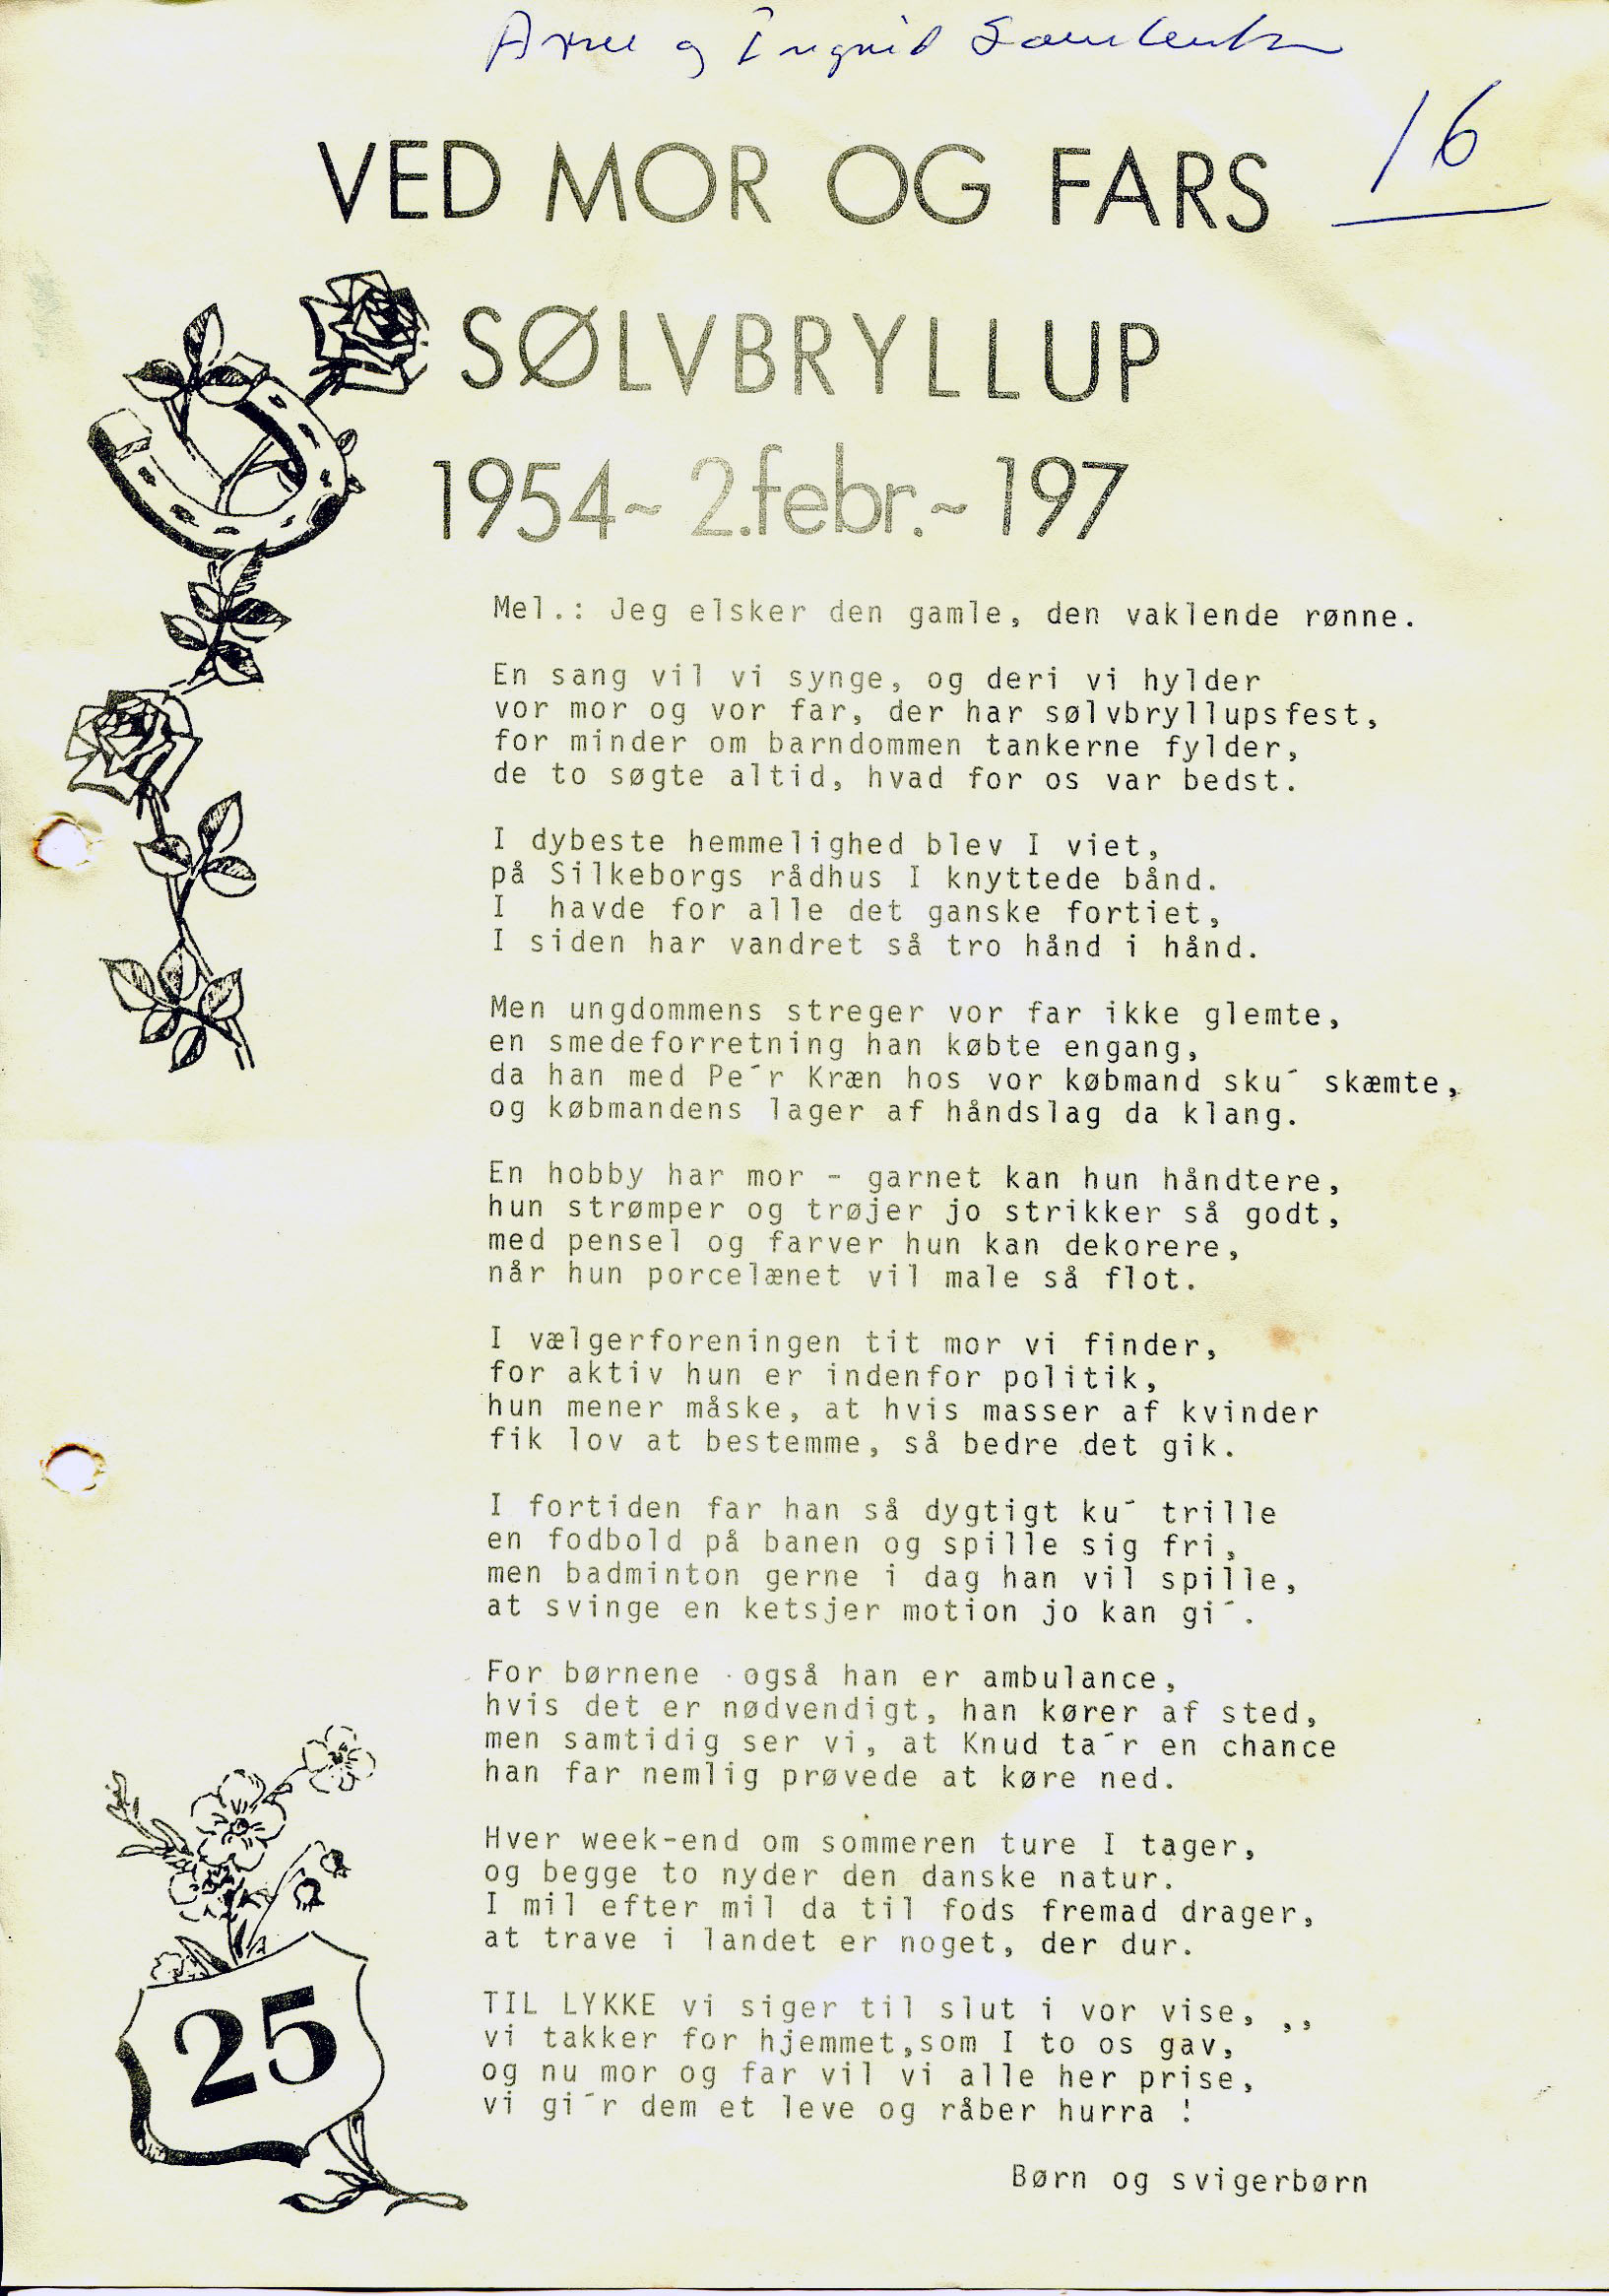 og Ingrid
16
VED MOR OG FARS
SØLVBRYLLUP
1954~ 2.febr.~ 197
Mel.: Jeg elsker den gamle, den vaklende rønne.
En sang vil vi synge, og deri vi hylder
vor mor og vor far, der har sølvbryllupsfest,
for minder om barndommen tankerne fylder,
de to søgte altid, hvad for os var bedst.
I dybeste hemmelighed blev I viet,
på Silkeborgs rådhus I knyttede bånd.
I havde for alle det ganske fortiet,
I siden har vandret så tro hånd i hånd.
Men ungdommens streger vor far ikke glemte,
en smedeforretning han købte engang,
da han med Pe´r Kræn hos vor købmand sku´ skæmte,
og købmandens lager af håndslag da klang.
En hobby har mor - garnet kan hun håndtere,
hun strømper og trøjer jo strikker så godt,
med pensel og farver hun kan dekorere,
når hun porcelænet vil male så flot.
I vælgerforeningen tit mor vi finder,
for aktiv hun er indenfor politik,
hun mener måske, at hvis masser af kvinder
fik lov at bestemme, så bedre det gik.
I fortiden far han så dygtigt ku´ trille
en fodbold på banen og spille sig fri,
men badminton gerne i dag han vil spille,
at svinge en ketsjer motion jo kan gi´.
For børnene også han er ambulance,
hvis det er nødvendigt, han kører af sted,
men samtidig ser vi, at Knud ta´r en chance
han far nemlig prøvede at køre ned.
Hver week-end om sommeren ture I tager,
og begge to nyder den danske natur.
I mil efter mil da til fods fremad drager,
at trave i landet er noget, der dur.
TIL LYKKE vi siger til slut i vor vise, ,,
vi takker for hjemmet,som I to os gav,
og nu mor og far vil vi alle her prise,
vi gi´r dem et leve og råber hurra !
Børn og svigerbørn
25